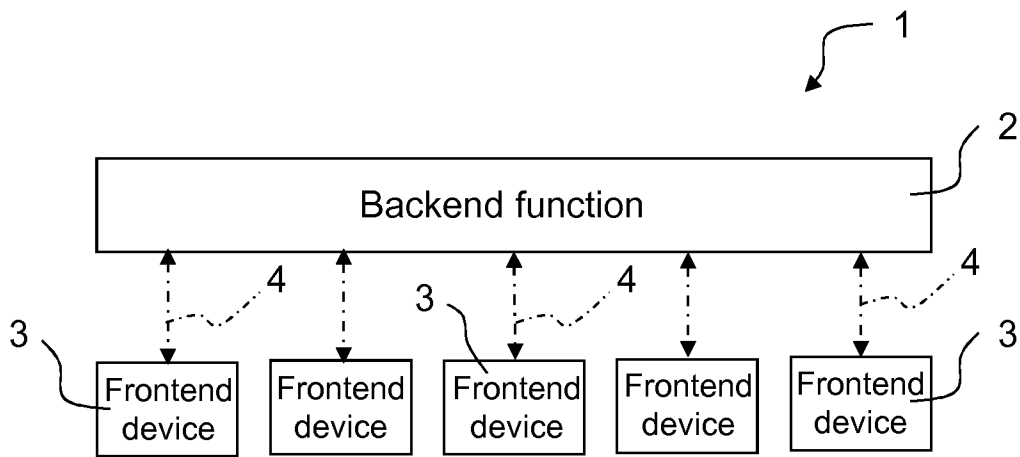 1
2
Backend function
4
3
4
4
3
3
Frontend
device
Frontend
device
Frontend
device
Frontend
device
Frontend
device